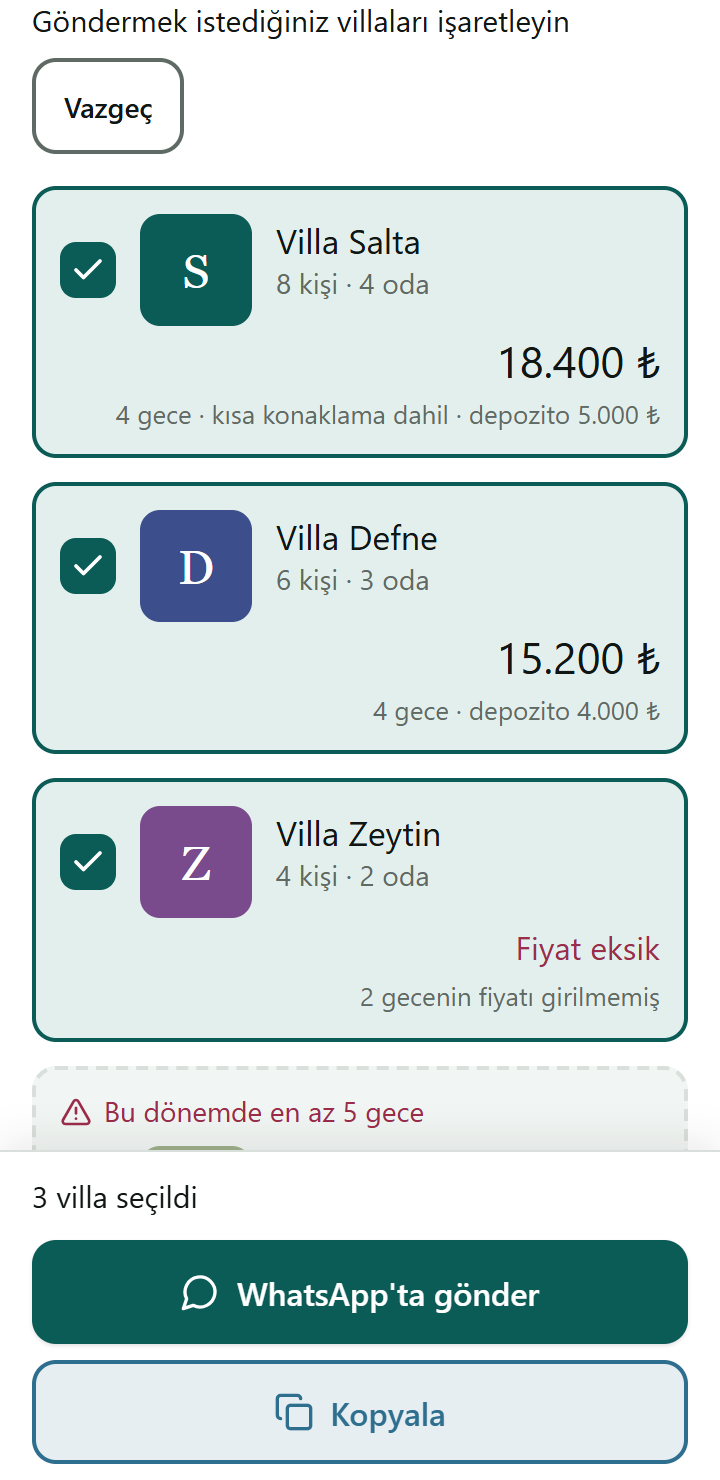 Göndermek istediğiniz villaları işaretleyin
Vazgeç
S
Villa Salta
8 kişi · 4 oda
18.400 ₺
4 gece · kısa konaklama dahil · depozito 5.000 ₺
D
Villa Defne
6 kişi · 3 oda
15.200 ₺
4 gece · depozito 4.000 ₺
Z
Villa Zeytin
4 kişi · 2 oda
Fiyat eksik
2 gecenin fiyatı girilmemiş
Bu dönemde en az 5 gece
3 villa seçildi
WhatsApp'ta gönder
Kopyala